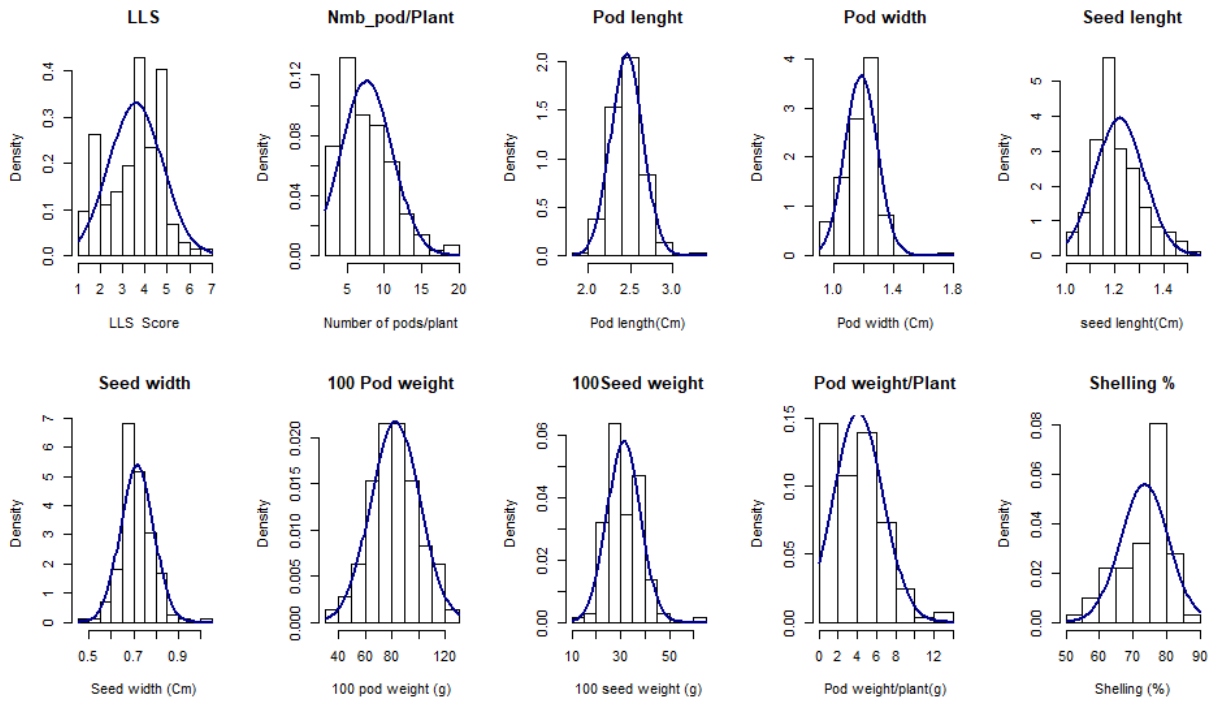 LLS
Nmb_pod/Plant
Pod lenght
Pod width
Seed lenght
Density
0.0 0.1 0.2 0.3 0.4
1 2 3 4 5 6 7
LLS Score
Density
0.00 0.04 0.08 0.12
5 10 15 20
Number of pods/plant
Density
0.0 0.5 1.0 1.5 2.0
2.0 2.5 3.0
Pod length(Cm)
Density
0 1 2 3 4
1.0 1.4 1.8
Pod width (Cm)
Density
0 1 2 3 4 5
1.0 1.2 1.4
seed lenght(Cm)
Seed width
100 Pod weight
100Seed weight
Pod weight/Plant
Shelling %
Density
0 1 2 3 4 5 6 7
0.5 0.7 0.9
Seed width (Cm)
Density
0.000 0.005 0.010 0.015 0.020
40 60 80 120
100 pod weight (g)
Density
0.00 0.02 0.04 0.06
10 30 50
100 seed weight (g)
Density
0.00 0.05 0.10 0.15
0 2 4 6 8 12
Pod weight/plant(g)
Density
0.00 0.02 0.04 0.06 0.08
50 60 70 80 90
Shelling (%)